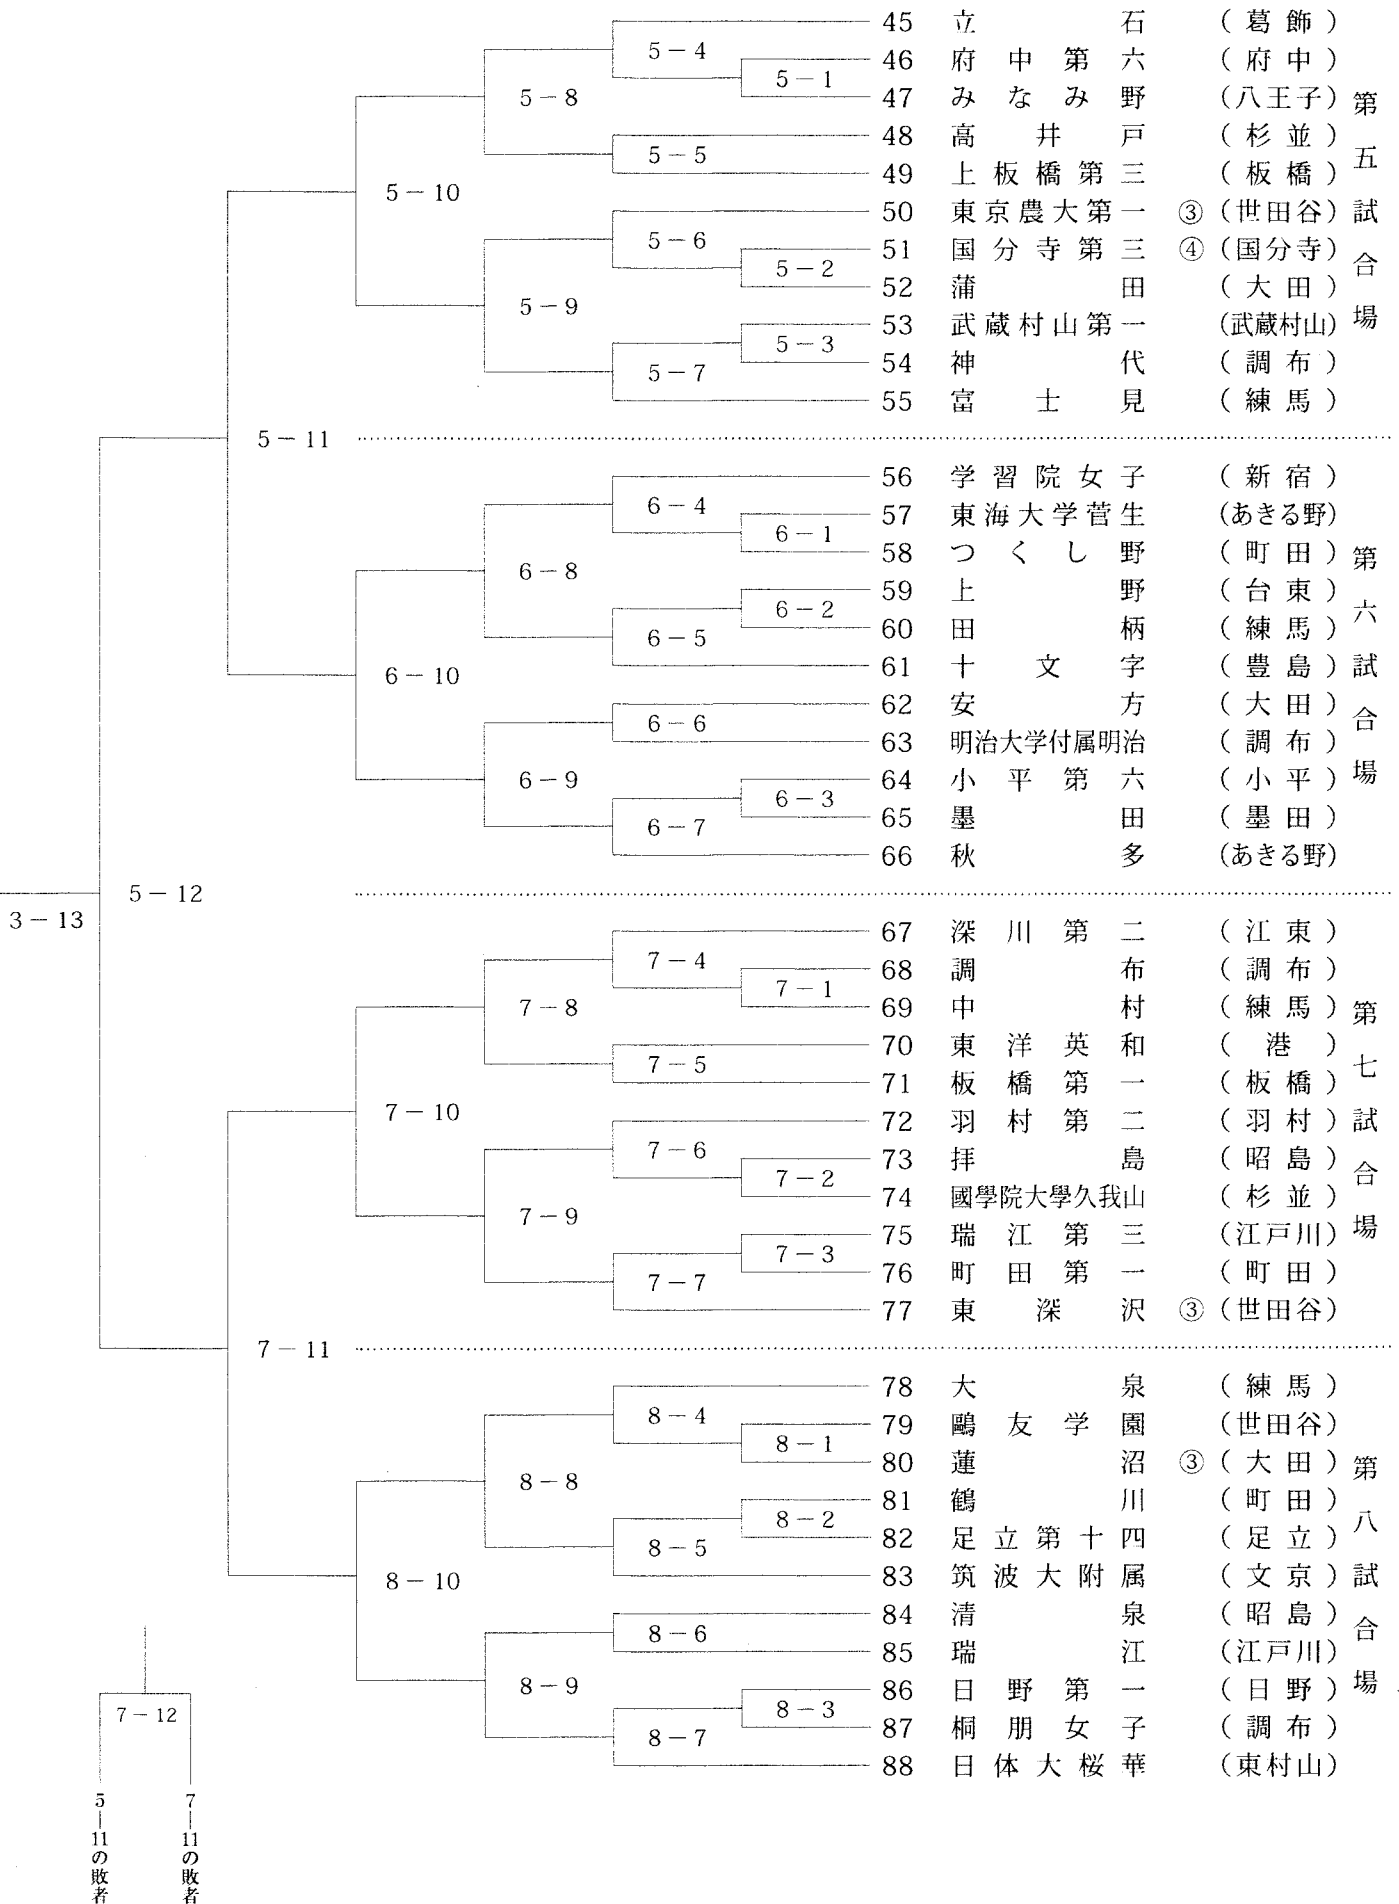 45 立石 (葛飾)
5－4
46 府中第六 (府中)
5－1
47 みなみ野 (八王子)
5－8
48 高井戸 (杉並)
5－5
49 上板橋第三 (板橋)
5－10
50 東京農大第一 ③ (世田谷)
5－6
51 国分寺第三 ④ (国分寺)
5－2
52 蒲田 (大田)
5－9
53 武蔵村山第一 (武蔵村山)
5－3
54 神代 (調布)
5－7
55 富士見 (練馬)
第五試合場
5－11
56 学習院女子 (新宿)
6－4
57 東海大学菅生 (あきる野)
6－1
58 つくし野 (町田)
6－8
59 上野 (台東)
6－2
60 田柄 (練馬)
6－5
61 十文字 (豊島)
6－10
62 安方 (大田)
6－6
63 明治大学付属明治 (調布)
6－9
64 小平第六 (小平)
6－3
65 墨田 (墨田)
6－7
66 秋多 (あきる野)
第六試合場
5－12
3－13
67 深川第二 (江東)
7－4
68 調布 (調布)
7－1
69 中村 (練馬)
7－8
70 東洋英和 (港)
7－5
71 板橋第一 (板橋)
7－10
72 羽村第二 (羽村)
7－6
73 拝島 (昭島)
7－2
74 國學院大學久我山 (杉並)
7－9
75 瑞江第三 (江戸川)
7－3
76 町田第一 (町田)
7－7
77 東深沢 ③ (世田谷)
第七試合場
7－11
78 大泉 (練馬)
8－4
79 鷗友学園 (世田谷)
8－1
80 蓮沼 ③ (大田)
8－8
81 鶴川 (町田)
8－2
82 足立第十四 (足立)
8－5
83 筑波大附属 (文京)
8－10
84 清泉 (昭島)
8－6
85 瑞江 (江戸川)
8－9
86 日野第一 (日野)
8－3
87 桐朋女子 (調布)
8－7
88 日体大桜華 (東村山)
第八試合場
7－12
5－11の敗者
7－11の敗者